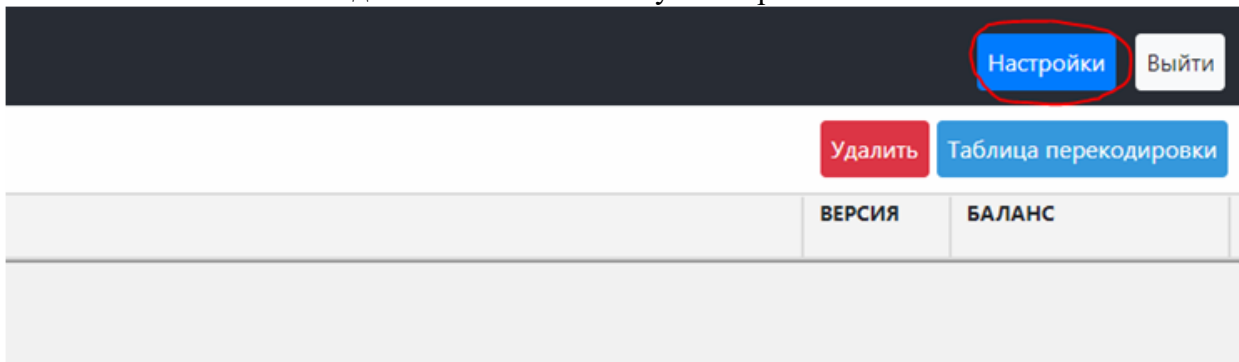 Настройки Выйти
Удалить Таблица перекодировки
ВЕРСИЯ БАЛАНС